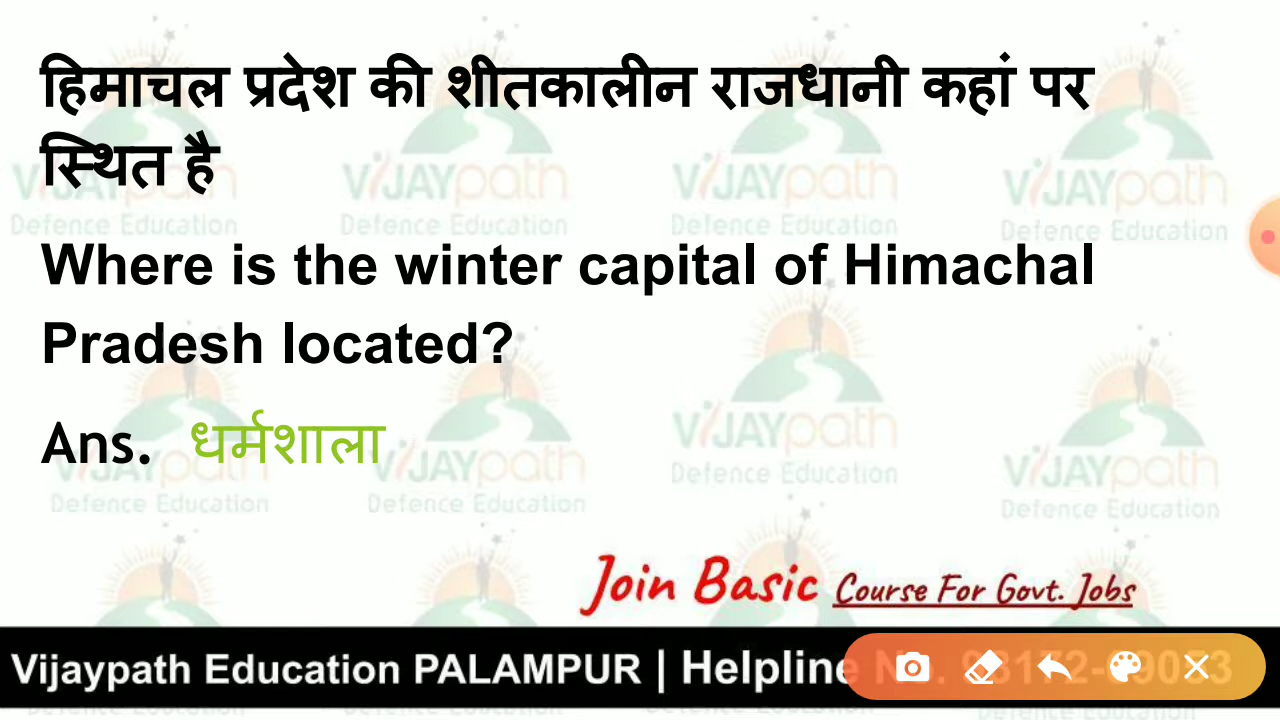 हिमाचल प्रदेश की शीतकालीन राजधानी कहां पर
स्थित है
Where is the winter capital of Himachal
Pradesh located?
Ans. धर्मशाला
Join Basic Course For Govt. Jobs
Vijaypath Education PALAMPUR | Helpline